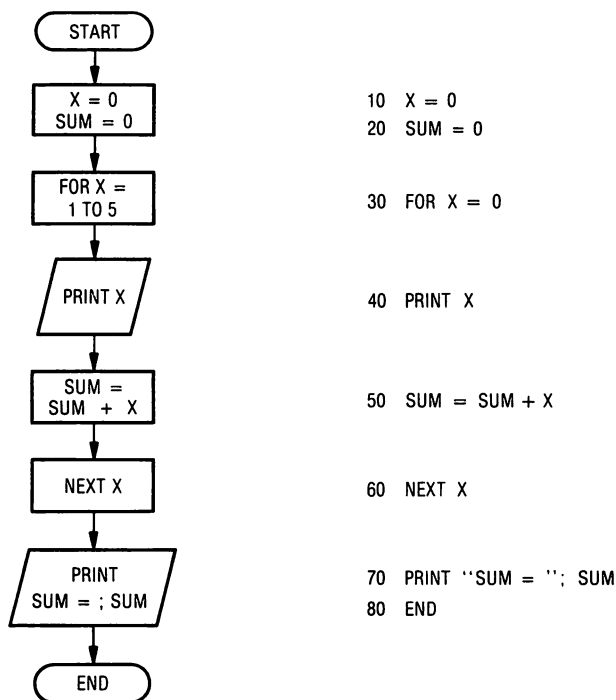 START
X = 0
SUM = 0
FOR X =
1 TO 5
PRINT X
SUM =
SUM + X
NEXT X
PRINT
SUM = ; SUM
END
10 X = 0
20 SUM = 0
30 FOR X = 0
40 PRINT X
50 SUM = SUM + X
60 NEXT X
70 PRINT ‘‘SUM = ’’; SUM
80 END